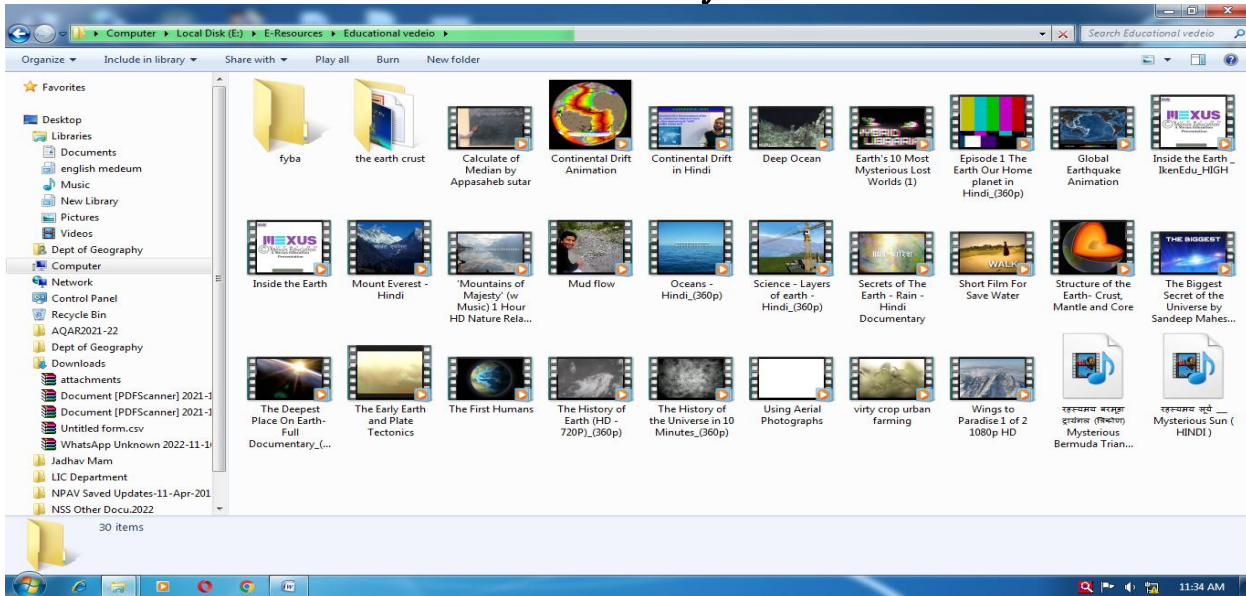 Computer ▸ Local Disk (E:) ▸ E-Resources ▸ Educational vedeio ▸
Search Educational vedeio
Organize Include in library Share with Play all Burn New folder
Favorites
Desktop
Libraries
Documents
english medeum
Music
New Library
Pictures
Videos
Dept of Geography
Computer
Network
Control Panel
Recycle Bin
AQAR2021-22
Dept of Geography
Downloads
attachments
Document [PDFScanner] 2021-1
Document [PDFScanner] 2021-1
Untitled form.csv
WhatsApp Unknown 2022-11-1
Jadhav Mam
LIC Department
NPAV Saved Updates-11-Apr-201
NSS Other Docu.2022
fyba
the earth crust
Calculate of
Median by
Appasaheb sutar
Continental Drift
Animation
Continental Drift
in Hindi
Deep Ocean
Earth's 10 Most
Mysterious Lost
Worlds (1)
Episode 1 The
Earth Our Home
planet in
Hindi_(360p)
Global
Earthquake
Animation
MEXUS
Inside the Earth _
IkenEdu_HIGH
MEXUS
Inside the Earth
Mount Everest -
Hindi
'Mountains of
Majesty' (w
Music) 1 Hour
HD Nature Rela...
Mud flow
Oceans -
Hindi_(360p)
Science - Layers
of earth -
Hindi_(360p)
Secrets of The
Earth - Rain -
Hindi
Documentary
WALK
Short Film For
Save Water
Structure of the
Earth- Crust,
Mantle and Core
THE BIGGEST
The Biggest
Secret of the
Universe by
Sandeep Mahes...
The Deepest
Place On Earth-
Full
Documentary_(...
The Early Earth
and Plate
Tectonics
The First Humans
The History of
Earth (HD -
720P)_(360p)
The History of
the Universe in 10
Minutes_(360p)
Using Aerial
Photographs
virty crop urban
farming
Wings to
Paradise 1 of 2
1080p HD
रहस्यमय बरमूडा
ट्रायंगल (त्रिकोण)
Mysterious
Bermuda Trian...
रहस्यमय सूर्य __
Mysterious Sun (
HINDI )
30 items
11:34 AM